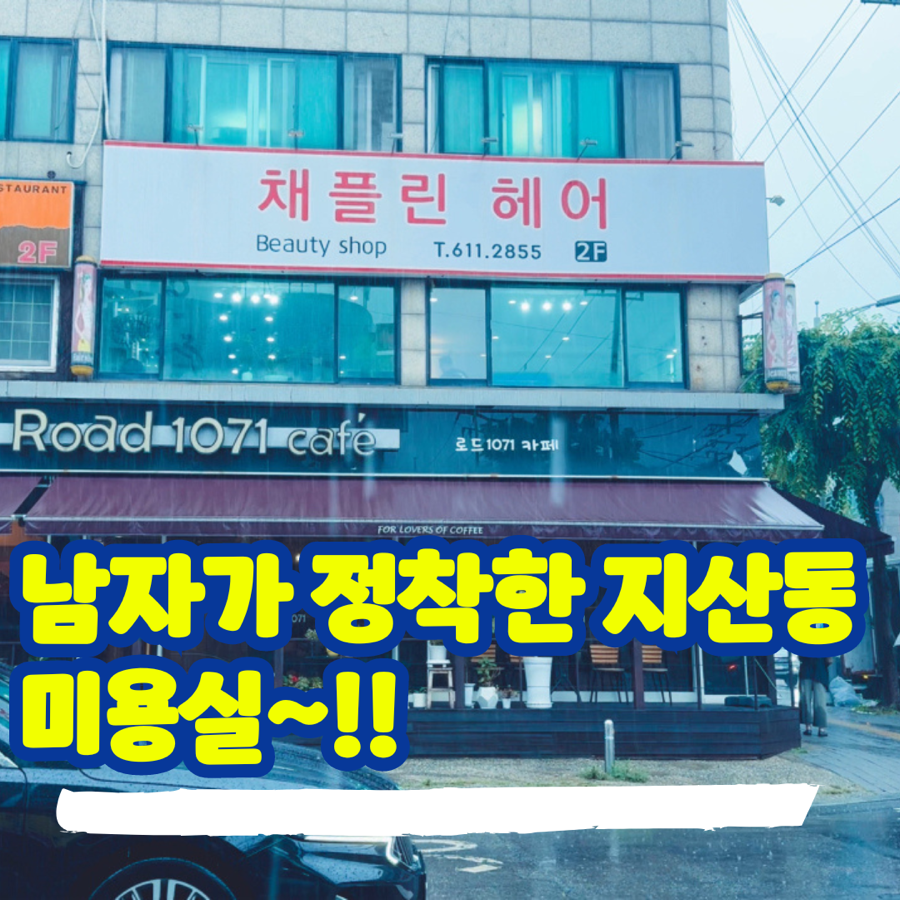 채플린 헤어
Beauty shop T.611.2855 2F
STAURANT
2F
Road 1071 café
로드1071 카페
FOR LOVERS OF COFFEE
남자가 정착한 지산동
미용실~!!